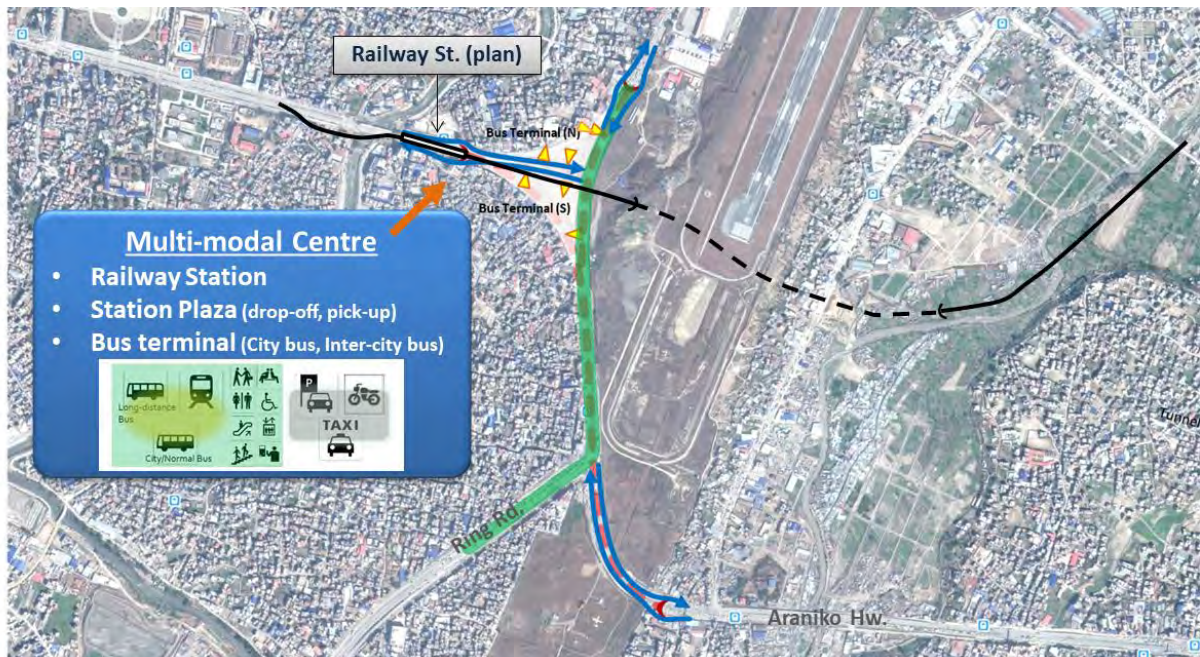 Railway St. (plan)
Bus Terminal (N)
Bus Terminal (S)
Multi-modal Centre
• Railway Station
• Station Plaza (drop-off, pick-up)
• Bus terminal (City bus, Inter-city bus)
Long-distance
Bus
City/Normal Bus
P
TAXI
Ring Rd,
Araniko Hw.
Tunnel